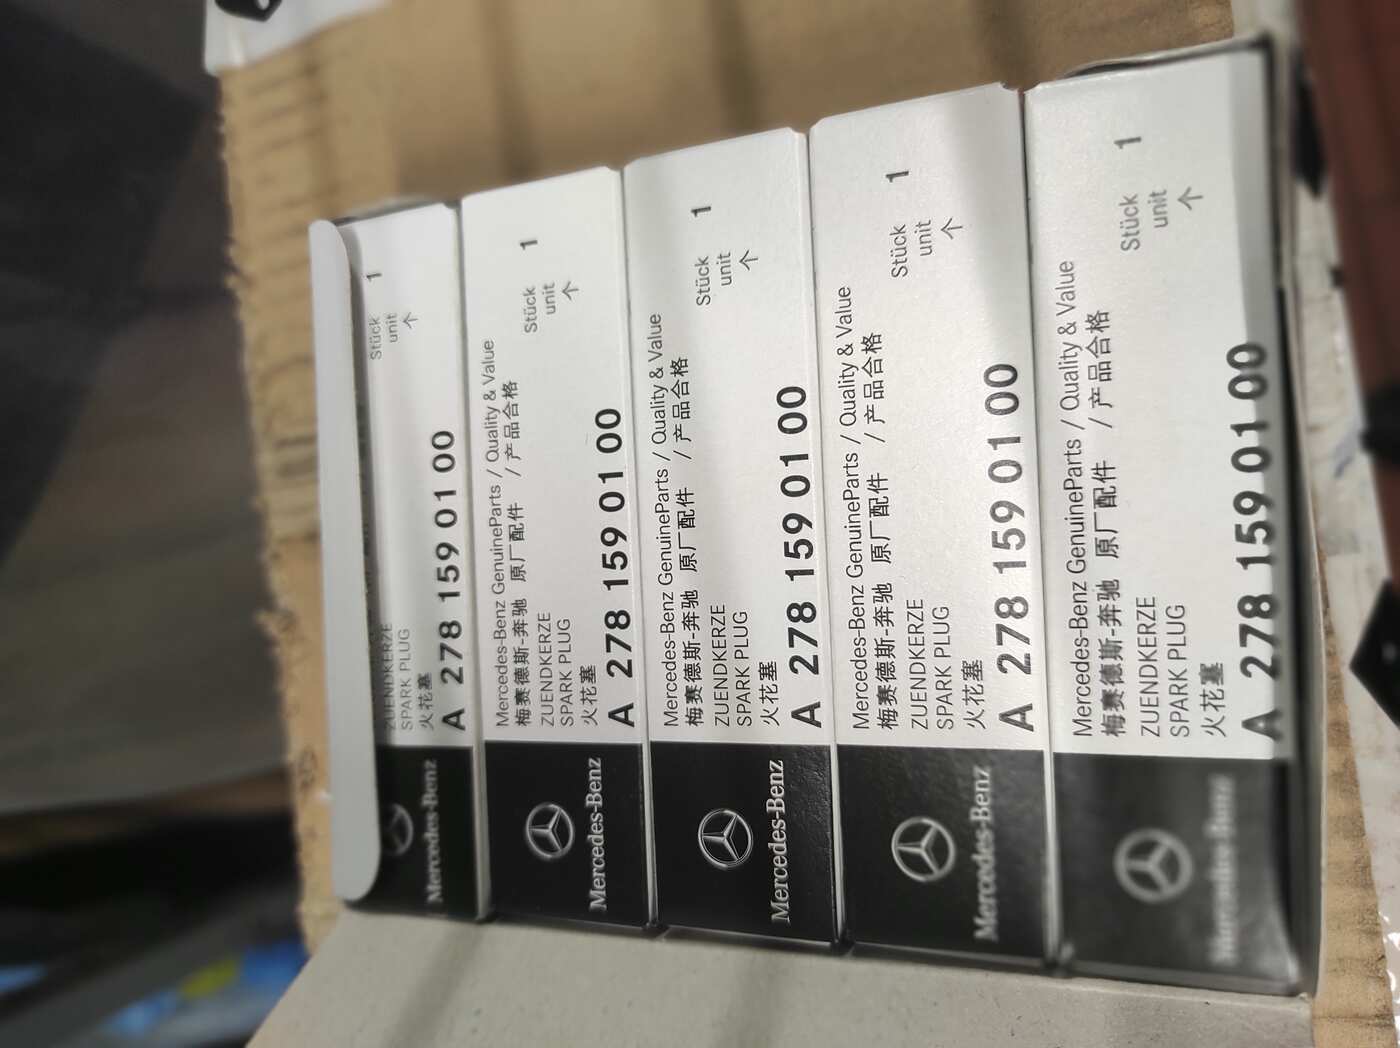 Stück 1
unit
↑
ZUENDKERZE
SPARK PLUG
火花塞
A 278 159 01 00
Mercedes-Benz
Mercedes-Benz GenuineParts / Quality & Value
梅赛德斯-奔驰 原厂配件 / 产品合格
Stück 1
unit
↑
ZUENDKERZE
SPARK PLUG
火花塞
A 278 159 01 00
Mercedes-Benz
Mercedes-Benz GenuineParts / Quality & Value
梅赛德斯-奔驰 原厂配件 / 产品合格
Stück 1
unit
↑
ZUENDKERZE
SPARK PLUG
火花塞
A 278 159 01 00
Mercedes-Benz
Mercedes-Benz GenuineParts / Quality & Value
梅赛德斯-奔驰 原厂配件 / 产品合格
Stück 1
unit
↑
ZUENDKERZE
SPARK PLUG
火花塞
A 278 159 01 00
Mercedes-Benz
Mercedes-Benz GenuineParts / Quality & Value
梅赛德斯-奔驰 原厂配件 / 产品合格
Stück 1
unit
↑
ZUENDKERZE
SPARK PLUG
火花塞
A 278 159 01 00
Mercedes-Benz